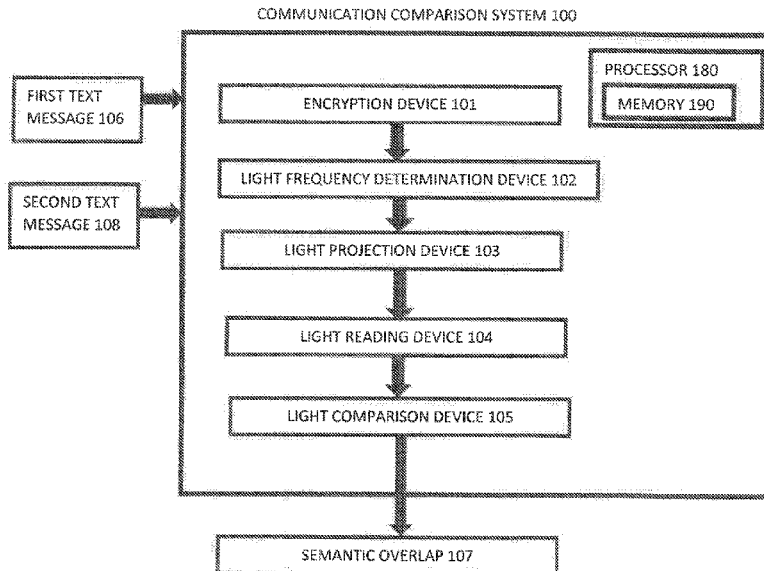 COMMUNICATION COMPARISON SYSTEM 100
PROCESSOR 180
MEMORY 190
FIRST TEXT
MESSAGE 106
ENCRYPTION DEVICE 101
LIGHT FREQUENCY DETERMINATION DEVICE 102
SECOND TEXT
MESSAGE 108
LIGHT PROJECTION DEVICE 103
LIGHT READING DEVICE 104
LIGHT COMPARISON DEVICE 105
SEMANTIC OVERLAP 107